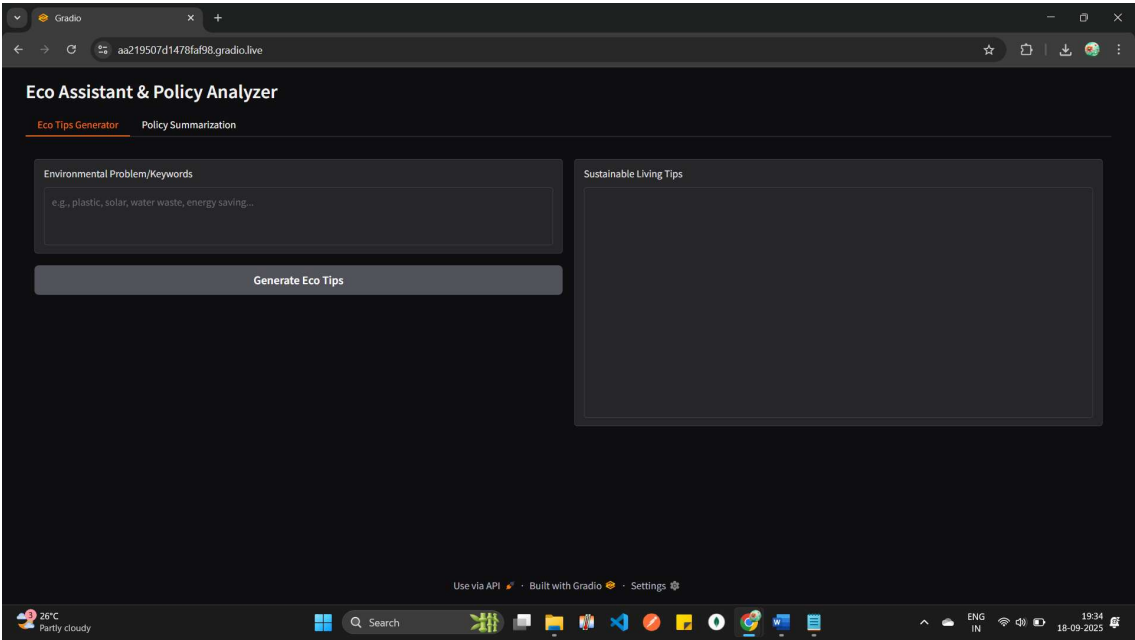 Gradio
aa219507d1478faf98.gradio.live
Eco Assistant & Policy Analyzer
Eco Tips Generator Policy Summarization
Environmental Problem/Keywords
e.g., plastic, solar, water waste, energy saving...
Generate Eco Tips
Sustainable Living Tips
Use via API · Built with Gradio · Settings
3
26°C
Partly cloudy
Search
ENG
IN
19:34
18-09-2025